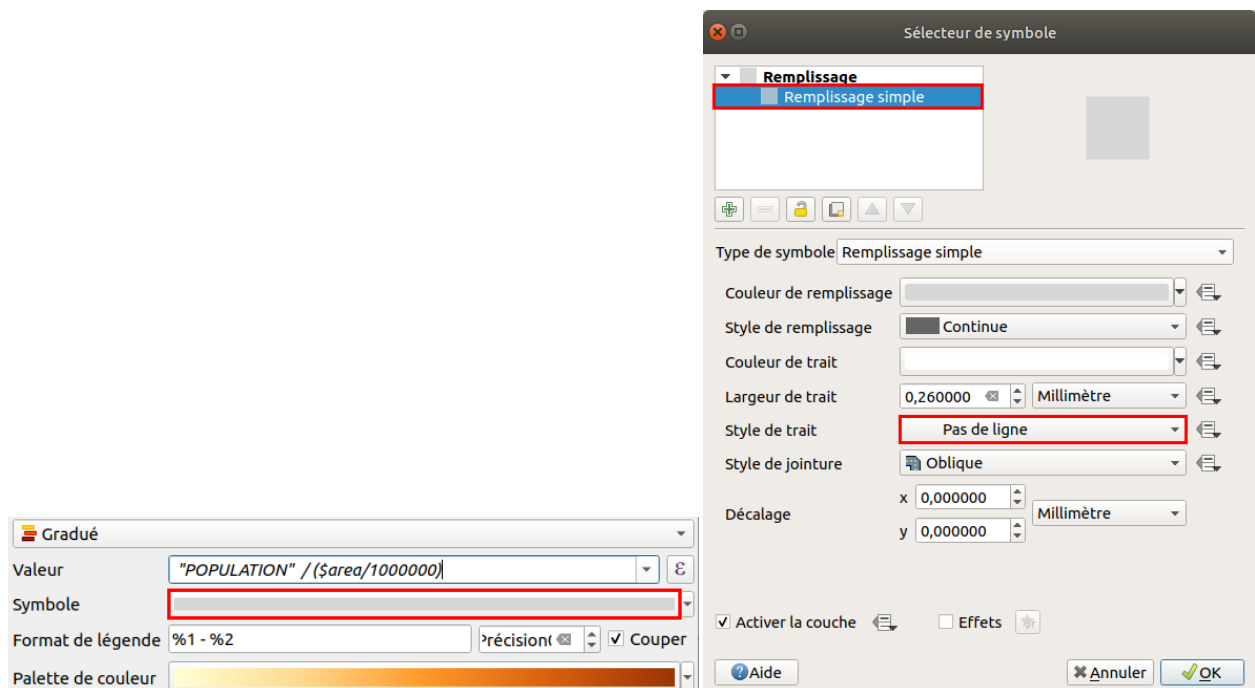 Gradué
Valeur "POPULATION" / ($area/1000000)
Symbole
Format de légende %1 - %2 Couper
Palette de couleur
Sélecteur de symbole
Remplissage
Remplissage simple
Type de symbole Remplissage simple
Couleur de remplissage
Style de remplissage Continue
Couleur de trait
Largeur de trait 0,260000 Millimètre
Style de trait Pas de ligne
Style de jointure Oblique
Décalage x 0,000000 Millimètre
y 0,000000
Activer la couche Effets
Aide Annuler OK